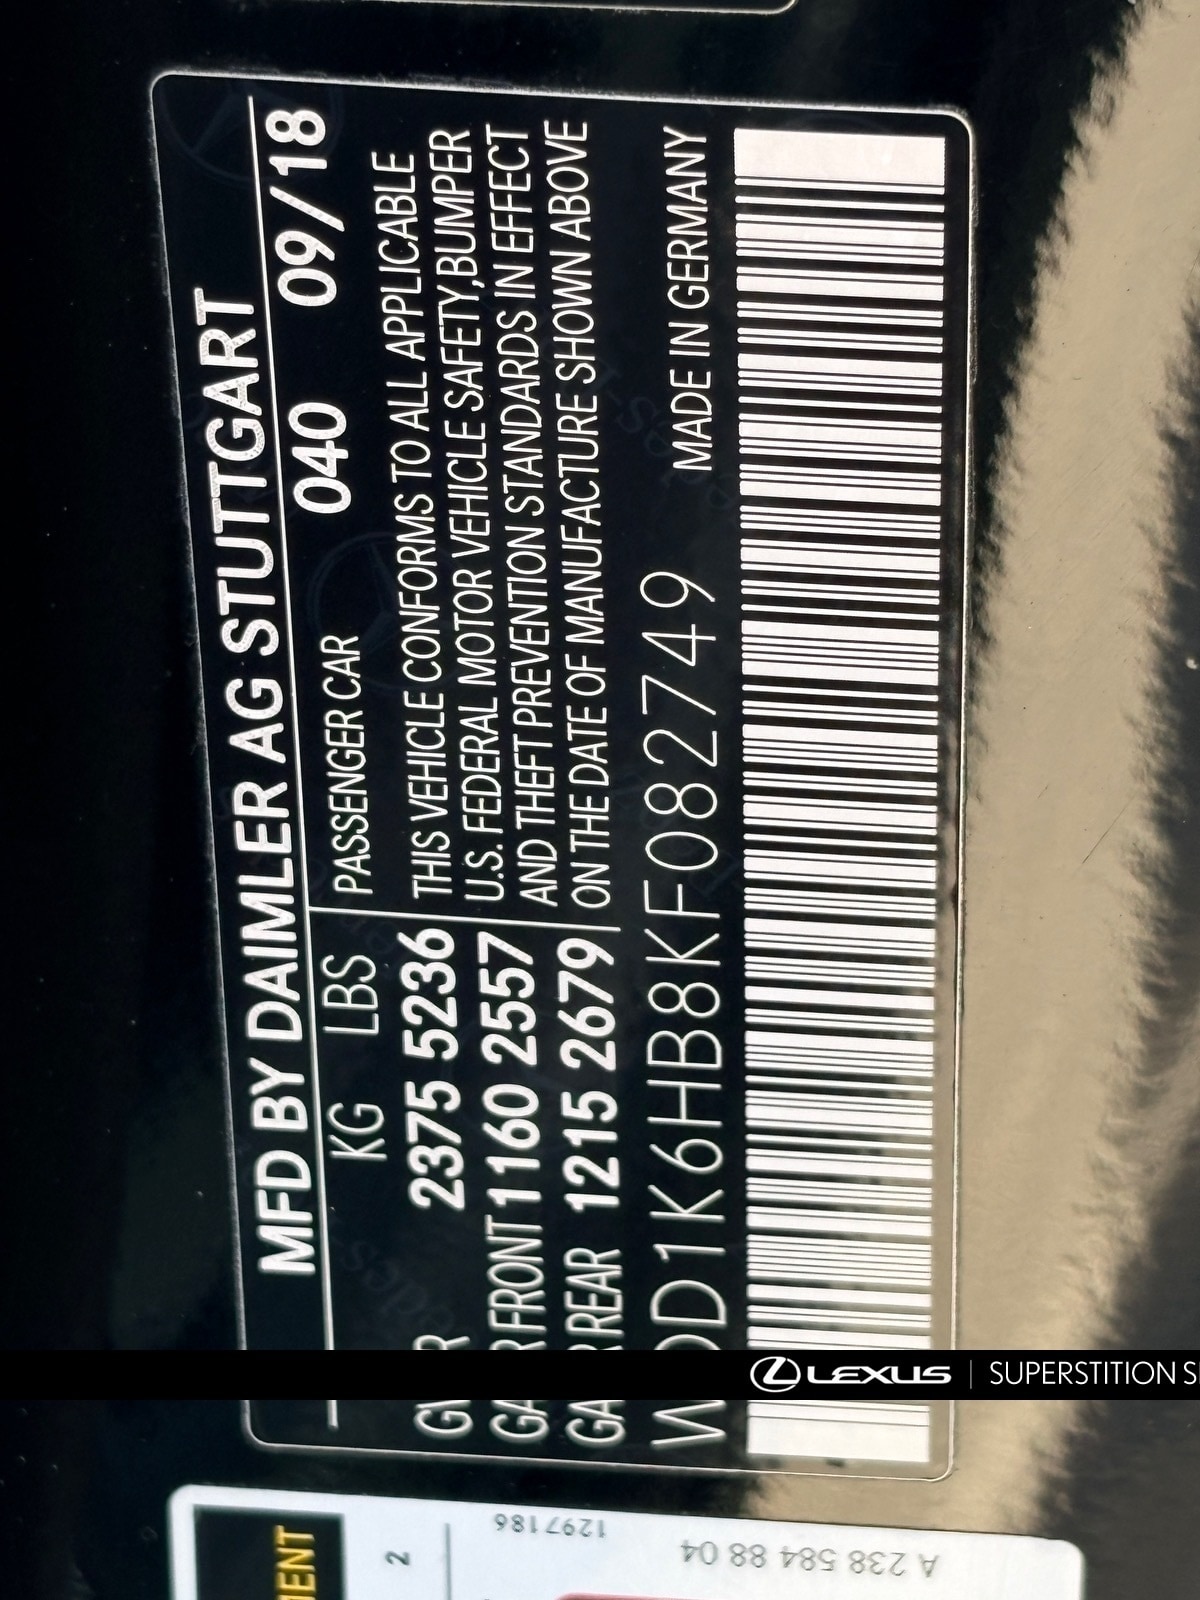 MFD BY DAIMLER AG STUTTGART
KG LBS PASSENGER CAR 040 09/18
2375 5236 THIS VEHICLE CONFORMS TO ALL APPLICABLE
FRONT 1160 2557 U.S. FEDERAL MOTOR VEHICLE SAFETY,BUMPER
REAR 1215 2679 AND THEFT PREVENTION STANDARDS IN EFFECT
ON THE DATE OF MANUFACTURE SHOWN ABOVE
MADE IN GERMANY
D1K6HB8KF082749
LEXUS | SUPERSTITION S
2
1297186
A 238 584 88 04